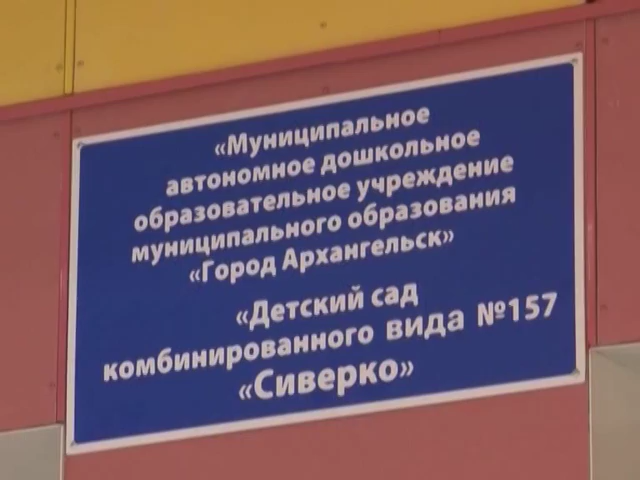 «Муниципальное
автономное дошкольное
образовательное учреждение
муниципального образования
«Город Архангельск»
«Детский сад
комбинированного вида №157
«Сиверко»